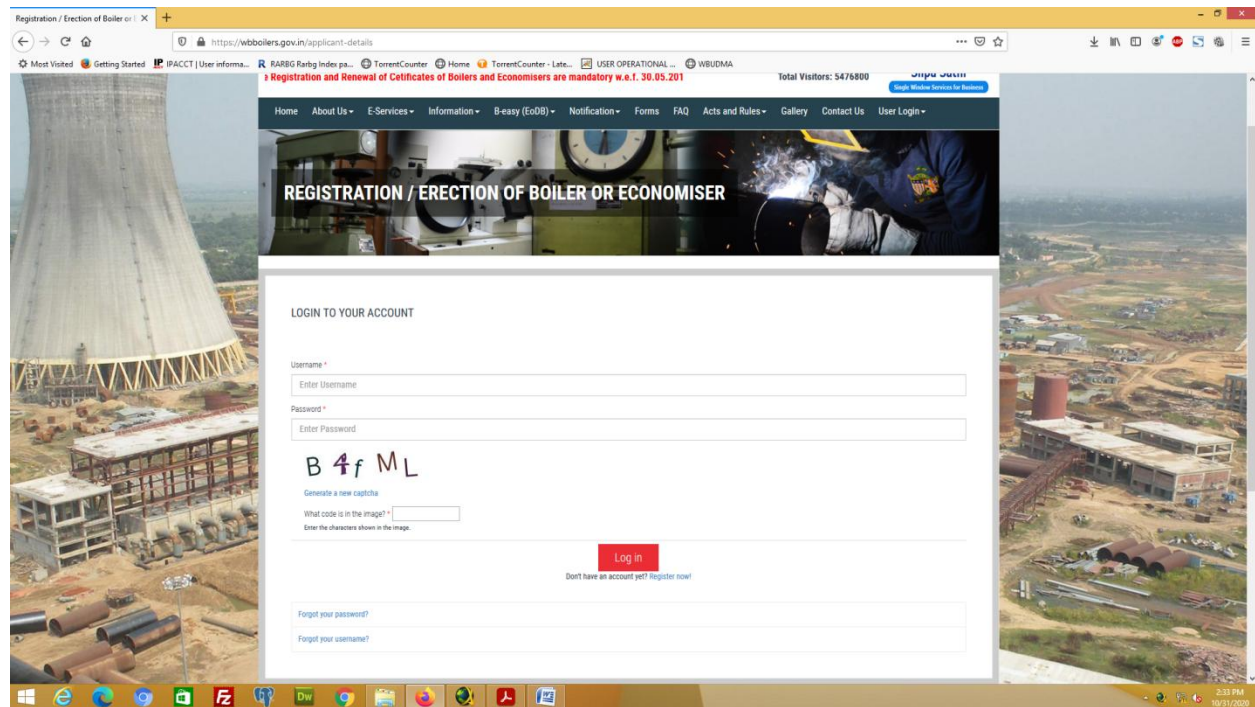 Registration / Erection of Boiler or E
https://wbboilers.gov.in/applicant-details
Most Visited Getting Started IPACCT | User informa... RARBG Rarbg Index pa... TorrentCounter Home TorrentCounter - Late... USER OPERATIONAL ... WBUDMA
e Registration and Renewal of Cetificates of Boilers and Economisers are mandatory w.e.f. 30.05.201 Total Visitors: 5476800
Single Window Services for Business
Home About Us E-Services Information B-easy (EoDB) Notification Forms FAQ Acts and Rules Gallery Contact Us User Login
REGISTRATION / ERECTION OF BOILER OR ECONOMISER
LOGIN TO YOUR ACCOUNT
Username *
Enter Username
Password *
Enter Password
B 4 f M L
Generate a new captcha
What code is in the image? *
Enter the characters shown in the image.
Log in
Don't have an account yet? Register now!
Forgot your password?
Forgot your username?
2:33 PM
10/31/2020